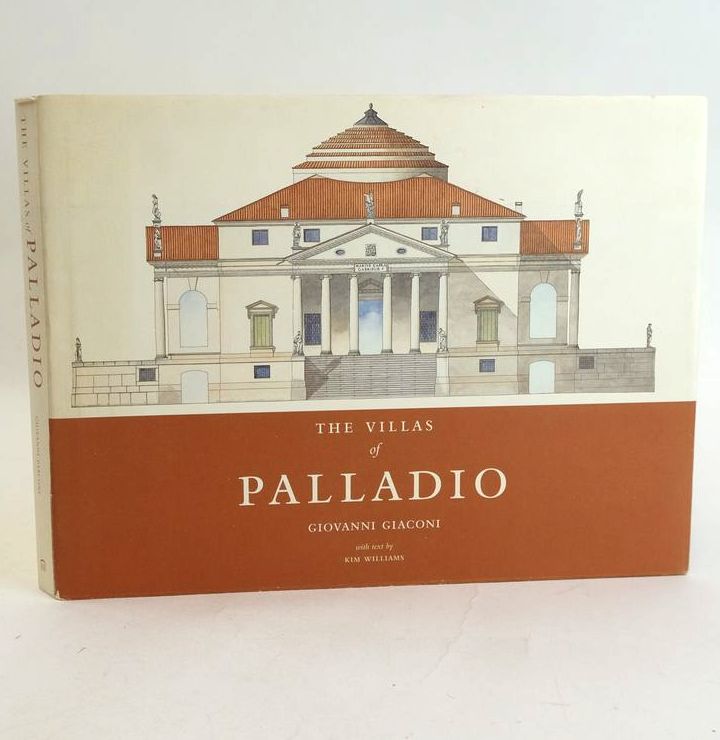 THE VILLAS of PALLADIO
GIOVANNI GIACONI
THE VILLAS
of
PALLADIO
GIOVANNI GIACONI
with text by
KIM WILLIAMS